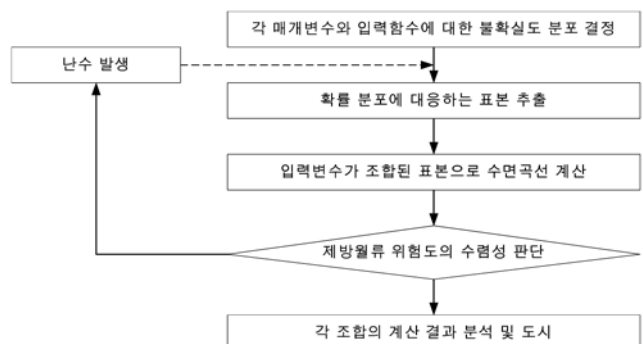 각 매개변수와 입력함수에 대한 불확실도 분포 결정
난수 발생
확률 분포에 대응하는 표본 추출
입력변수가 조합된 표본으로 수면곡선 계산
제방월류 위험도의 수렴성 판단
각 조합의 계산 결과 분석 및 도시